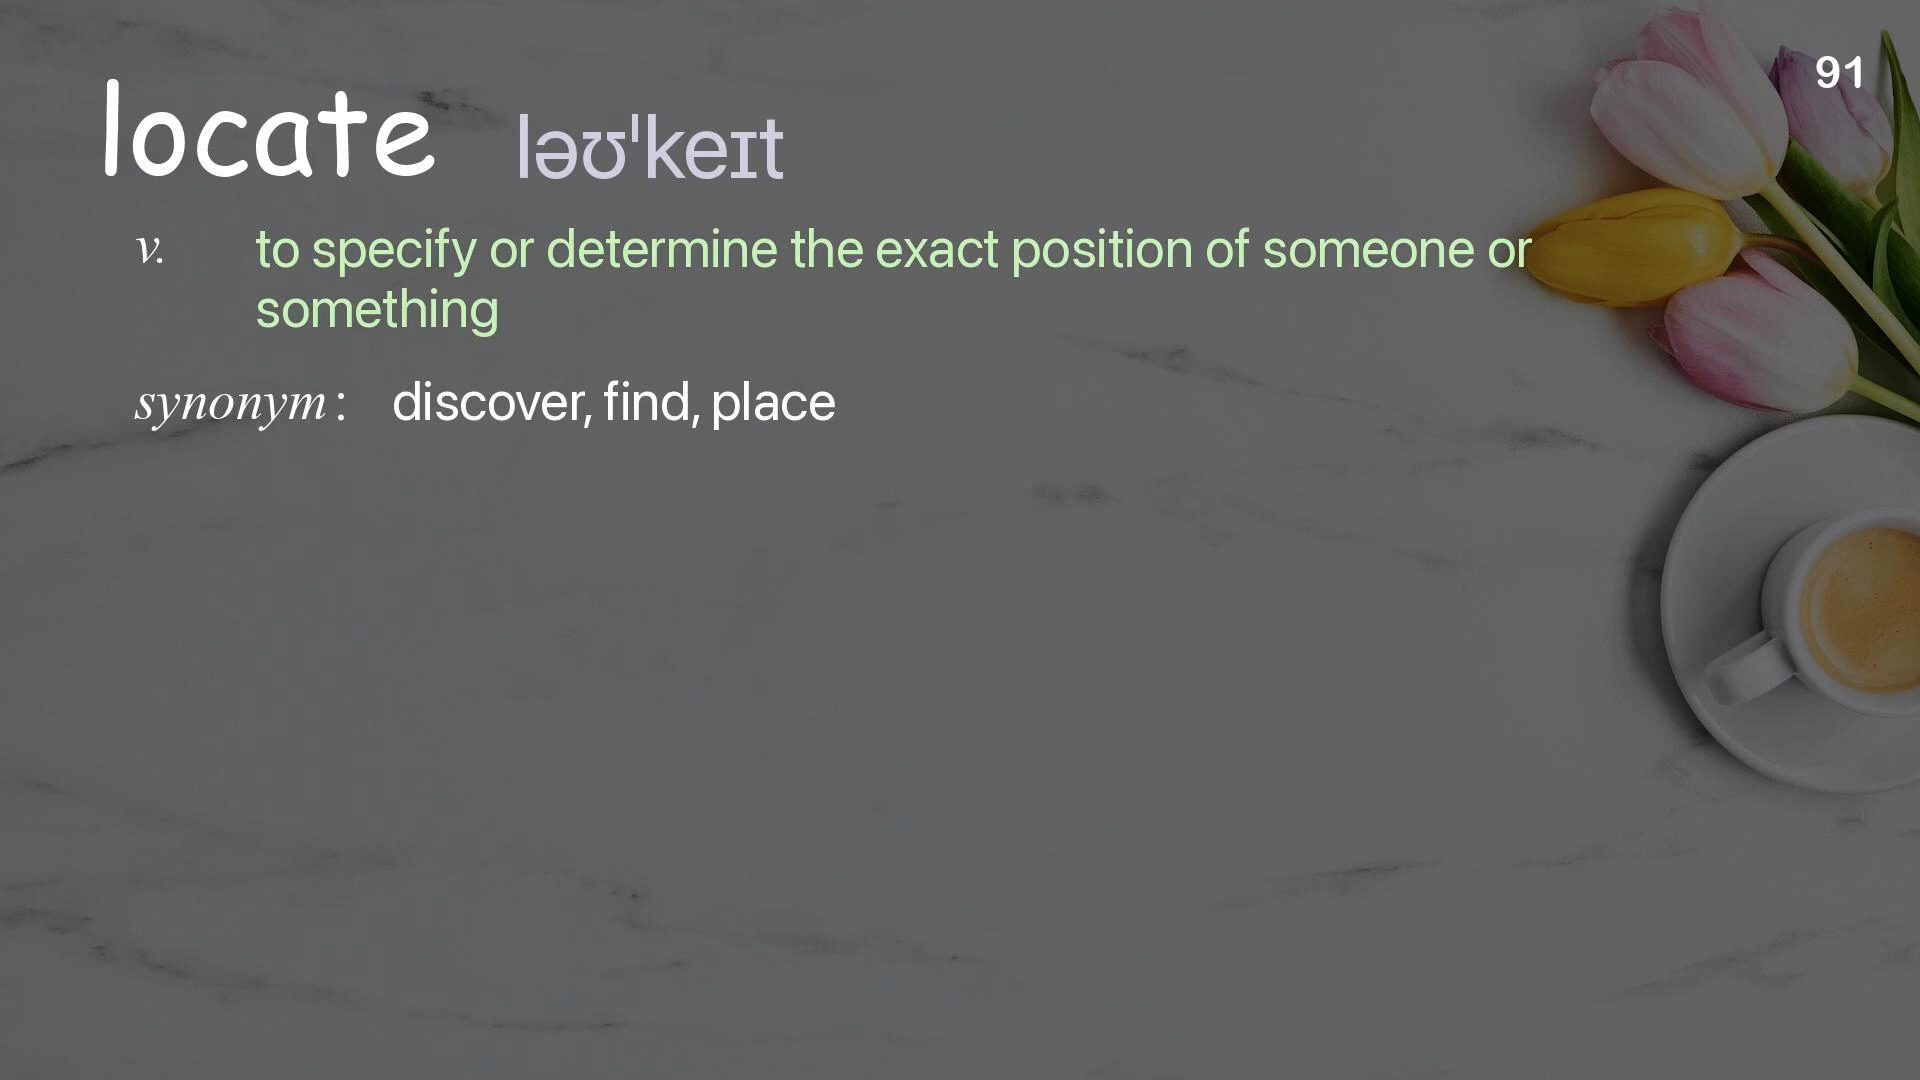 91
locate ləʊˈkeɪt
v. to specify or determine the exact position of someone or
something
synonym : discover, find, place